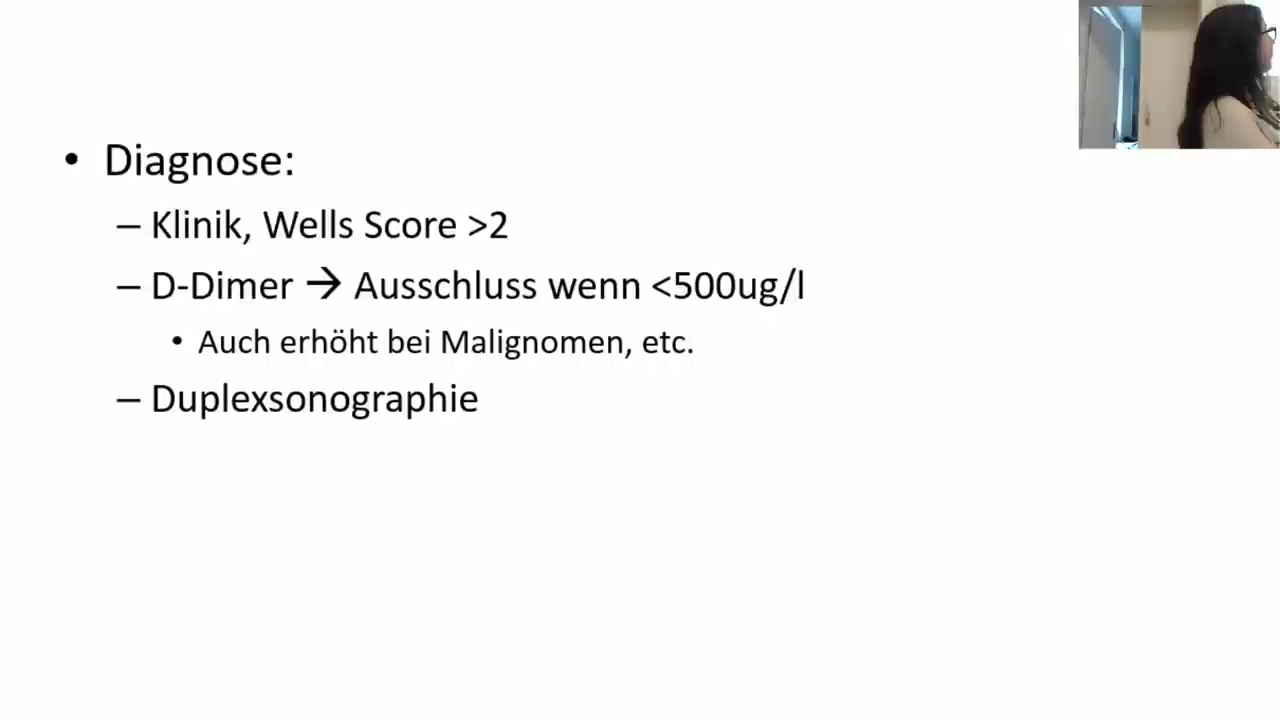 • Diagnose:
– Klinik, Wells Score >2
– D-Dimer → Ausschluss wenn <500ug/l
• Auch erhöht bei Malignomen, etc.
– Duplexsonographie